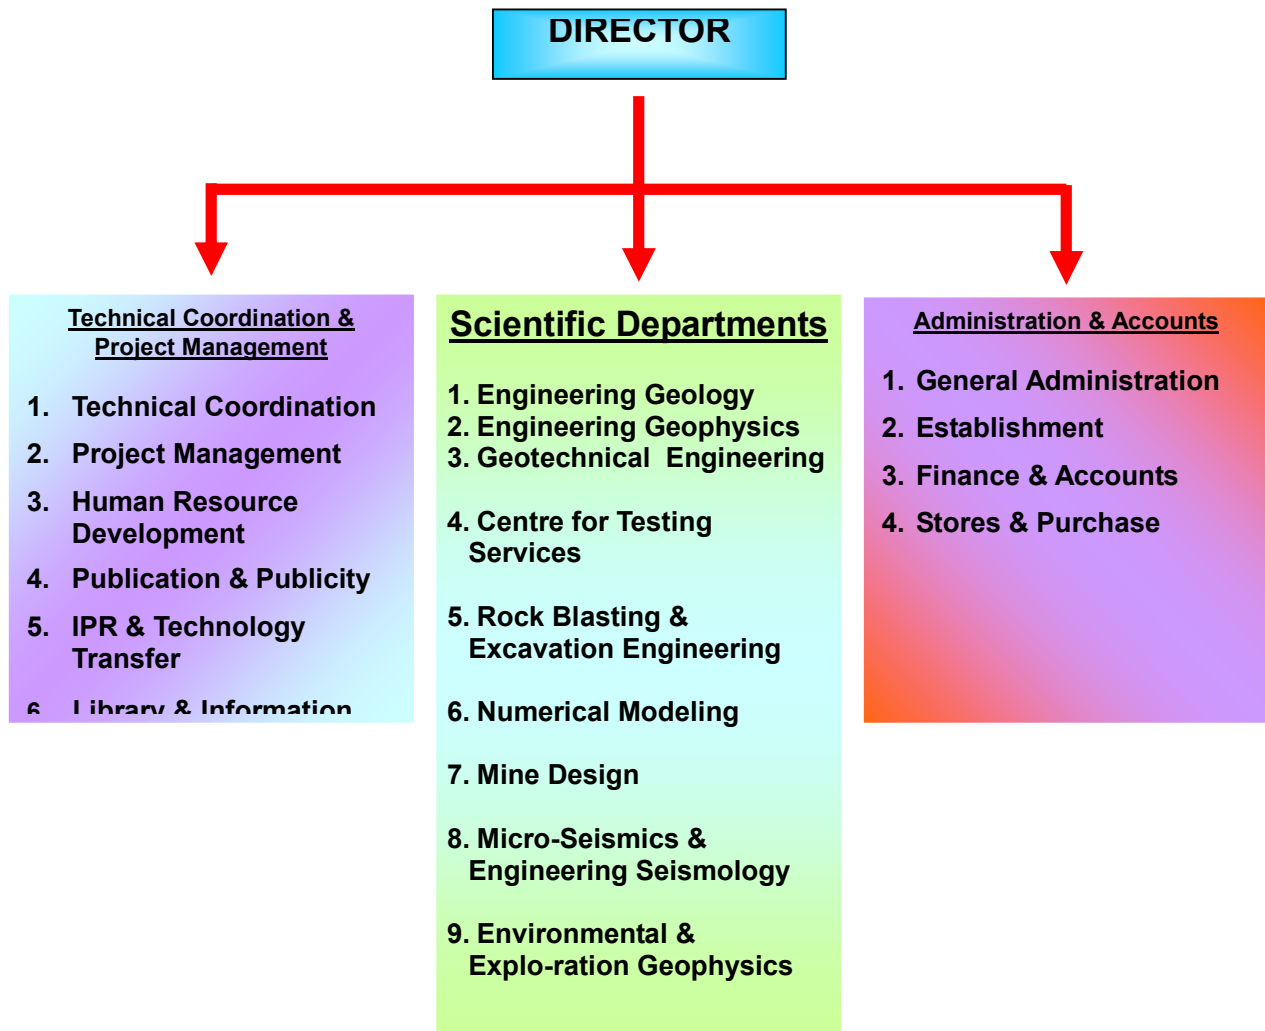 DIRECTOR
Technical Coordination &
Project Management
1. Technical Coordination
2. Project Management
3. Human Resource
Development
4. Publication & Publicity
5. IPR & Technology
Transfer
6. Library & Information
Scientific Departments
1. Engineering Geology
2. Engineering Geophysics
3. Geotechnical  Engineering
4. Centre for Testing
Services
5. Rock Blasting &
Excavation Engineering
6. Numerical Modeling
7. Mine Design
8. Micro-Seismics &
Engineering Seismology
9. Environmental &
Explo-ration Geophysics
Administration & Accounts
1. General Administration
2. Establishment
3. Finance & Accounts
4. Stores & Purchase